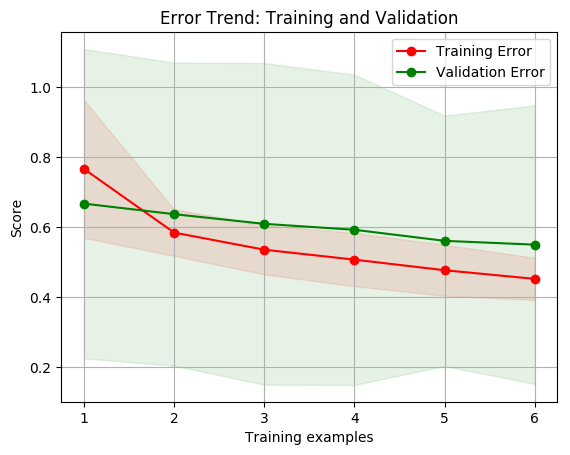 Error Trend: Training and Validation
Training Error
Validation Error
1.0
0.8
0.6
0.4
0.2
Score
1 2 3 4 5 6
Training examples